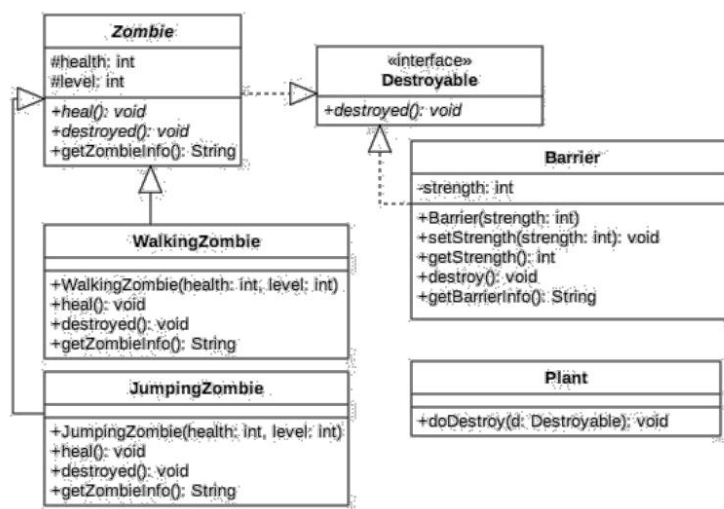 Zombie
#health: int
#level: int
+heal(): void
+destroyed(): void
+getZombieInfo(): String
«interface»
Destroyable
+destroyed(): void
Barrier
-strength: int
+Barrier(strength: int)
+setStrength(strength: int): void
+getStrength(): int
+destroy(): void
+getBarrierInfo(): String
WalkingZombie
+WalkingZombie(health: int, level: int)
+heal(): void
+destroyed(): void
+getZombieInfo(): String
JumpingZombie
+JumpingZombie(health: int, level: int)
+heal(): void
+destroyed(): void
+getZombieInfo(): String
Plant
+doDestroy(d: Destroyable): void